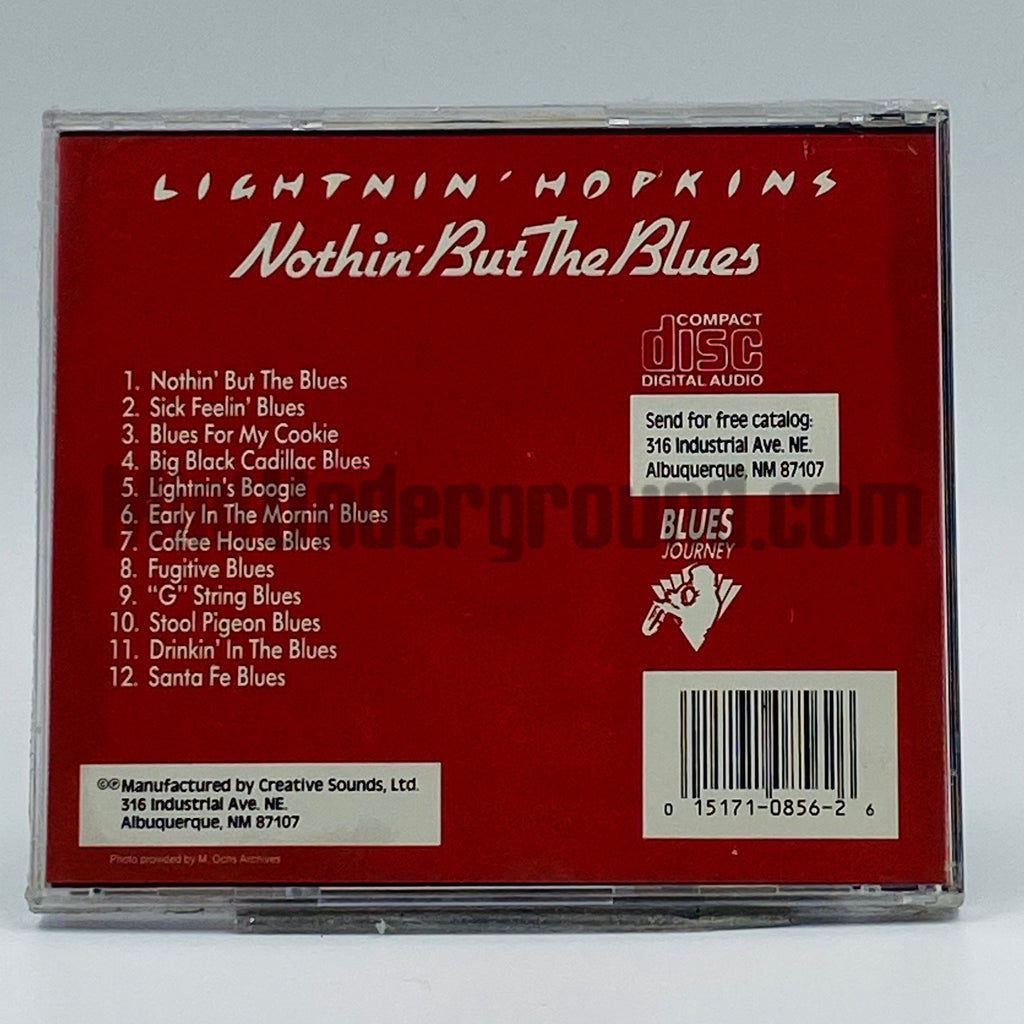 LIGHTNIN' HOPKINS
Nothin' But The Blues
COMPACT
disc
DIGITAL AUDIO
1. Nothin' But The Blues
2. Sick Feelin' Blues
3. Blues For My Cookie
4. Big Black Cadillac Blues
5. Lightnin's Boogie
6. Early In The Mornin' Blues
7. Coffee House Blues
8. Fugitive Blues
9. "G" String Blues
10. Stool Pigeon Blues
11. Drinkin' In The Blues
12. Santa Fe Blues
Send for free catalog:
316 Industrial Ave. NE.
Albuquerque, NM 87107
BLUES
JOURNEY
©℗Manufactured by Creative Sounds, Ltd.
316 Industrial Ave. NE.
Albuquerque, NM 87107
Photo provided by M. Ochs Archives
0 15171-0856-2 6